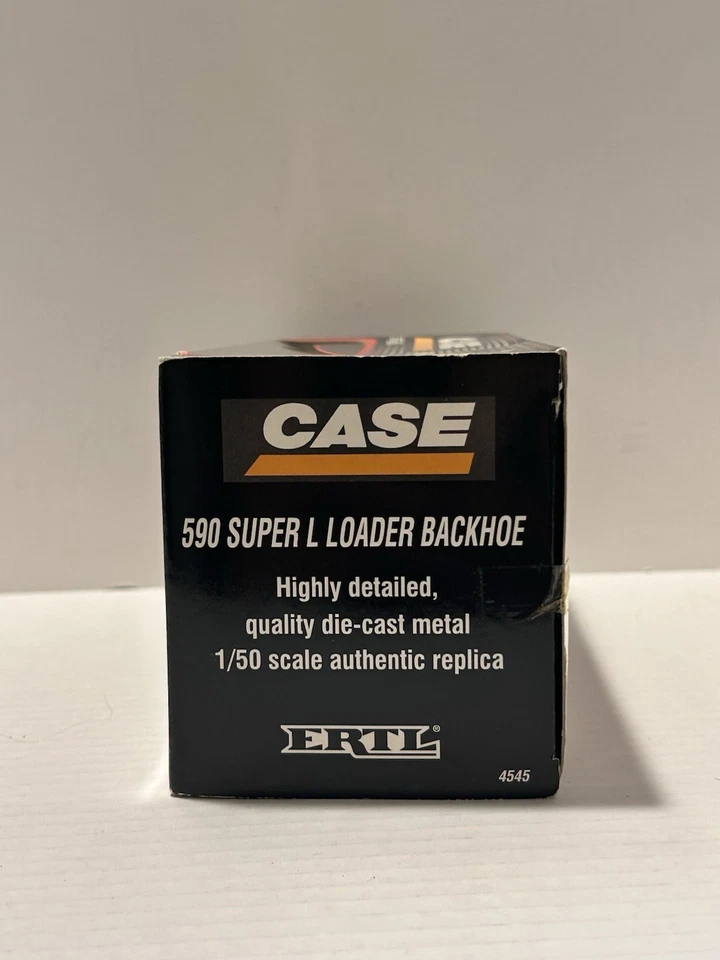 CASE
590 SUPER L LOADER BACKHOE
Highly detailed,
quality die-cast metal
1/50 scale authentic replica
ERTL®
4545